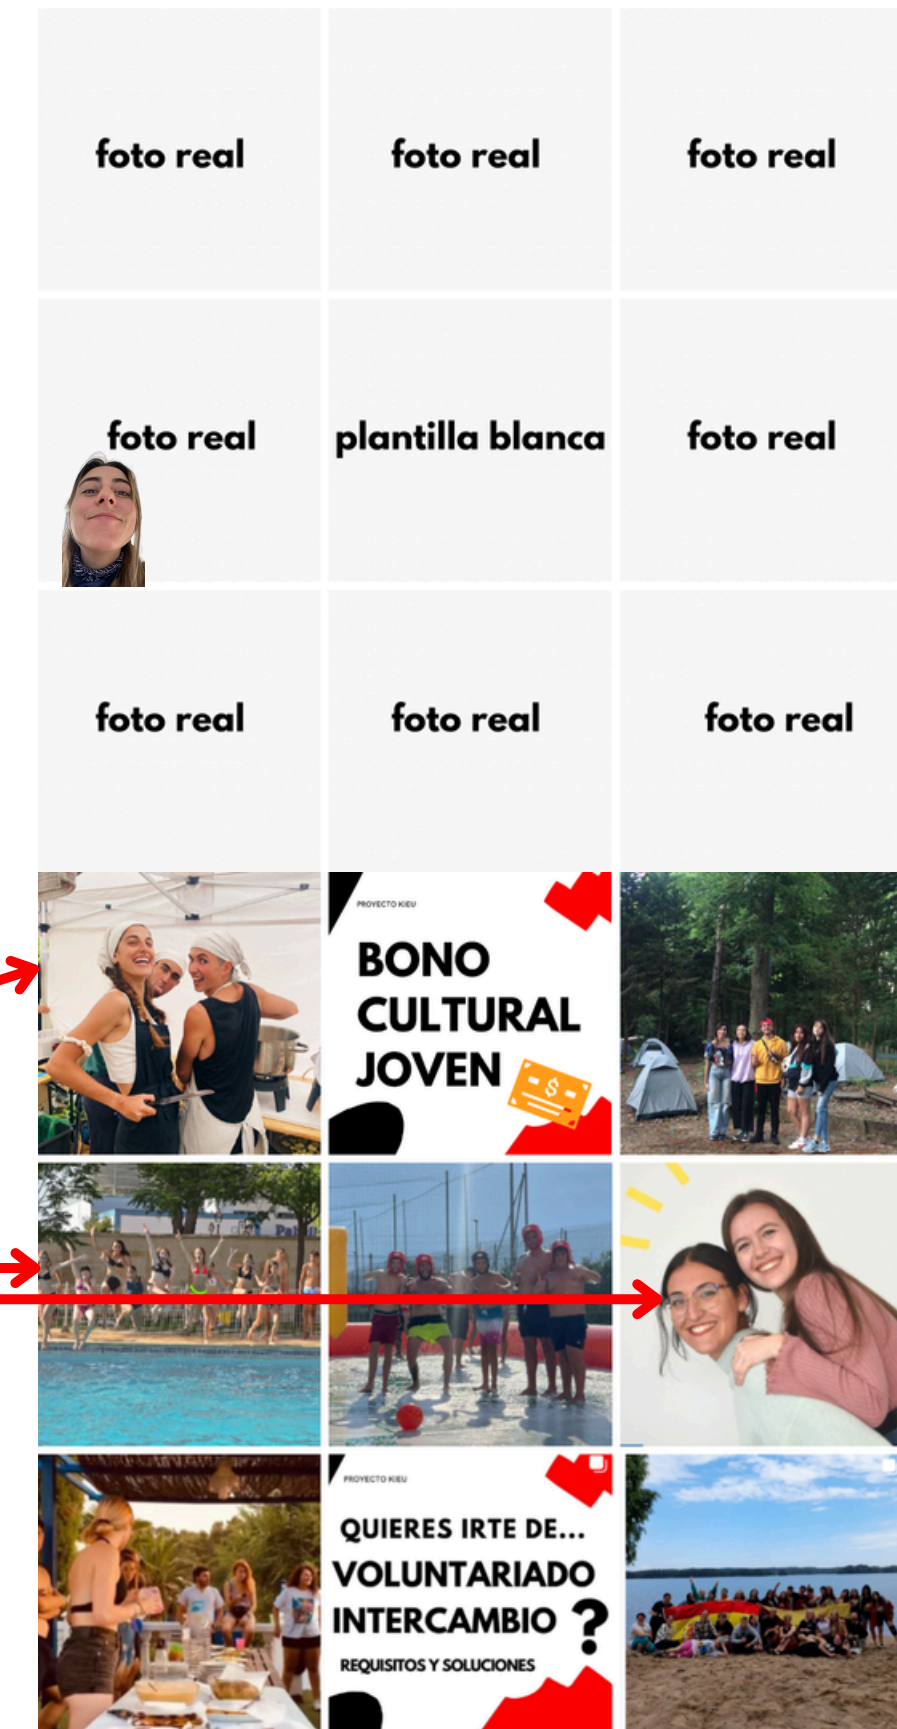 foto real
foto real
foto real
foto real
plantilla blanca
foto real
foto real
foto real
foto real
PROYECTO KIEU
BONO
CULTURAL
JOVEN
$
PROYECTO KIEU
QUIERES IRTE DE...
VOLUNTARIADO
INTERCAMBIO ?
REQUISITOS Y SOLUCIONES